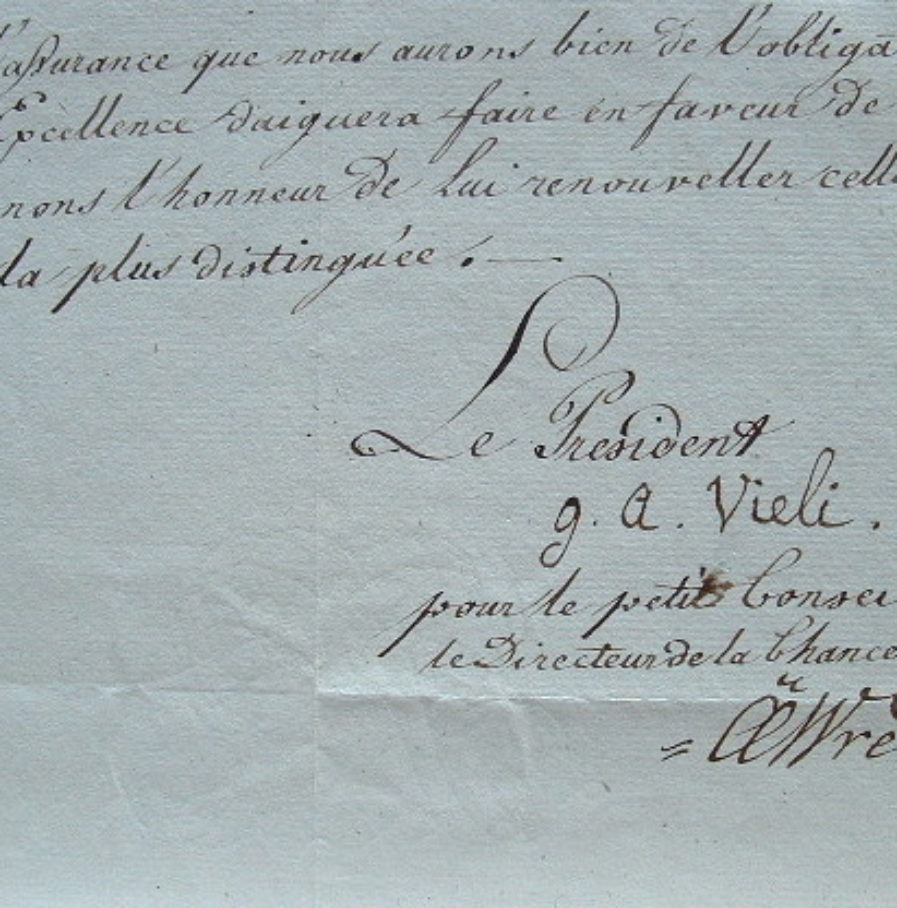 l'assurance que nous aurons bien de l'obliga
Excellence daiguera faire en faveur de
nons l'honneur de Lui renouveller cell
la plus distinguée. —
Le President
g. A. Vieli.
pour le petit Consei
le Directeur de la Chance